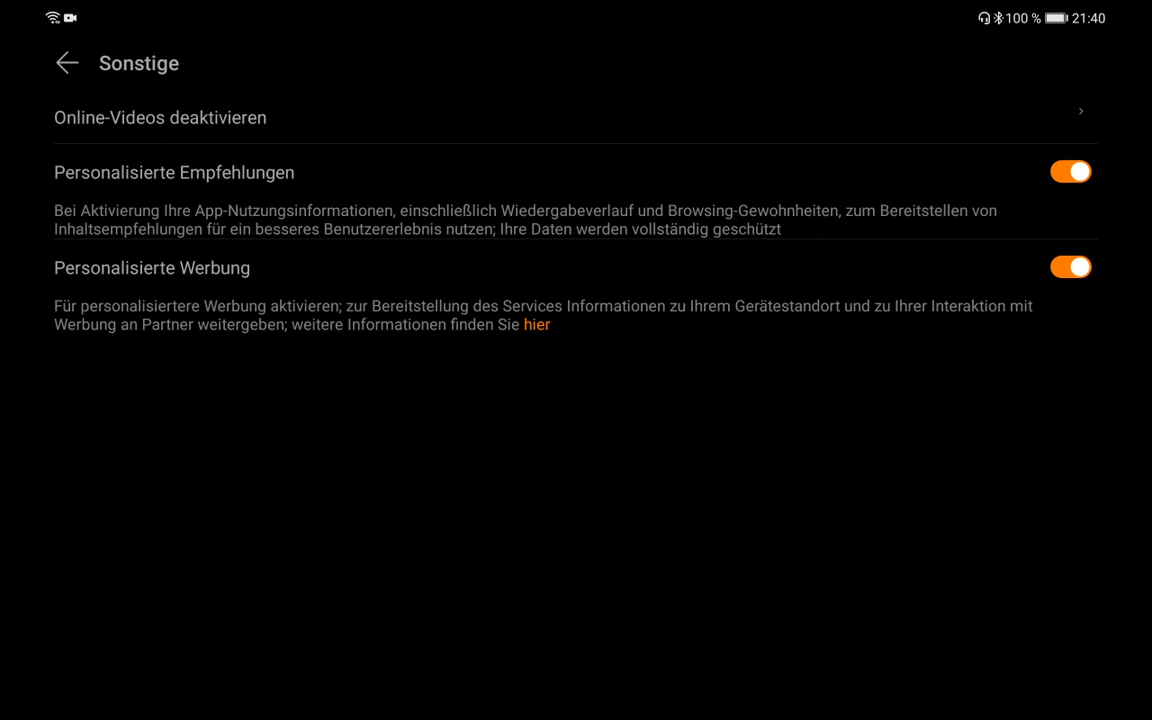 100 % 21:40
Sonstige
Online-Videos deaktivieren
Personalisierte Empfehlungen
Bei Aktivierung Ihre App-Nutzungsinformationen, einschließlich Wiedergabeverlauf und Browsing-Gewohnheiten, zum Bereitstellen von
Inhaltsempfehlungen für ein besseres Benutzererlebnis nutzen; Ihre Daten werden vollständig geschützt
Personalisierte Werbung
Für personalisiertere Werbung aktivieren; zur Bereitstellung des Services Informationen zu Ihrem Gerätestandort und zu Ihrer Interaktion mit
Werbung an Partner weitergeben; weitere Informationen finden Sie hier